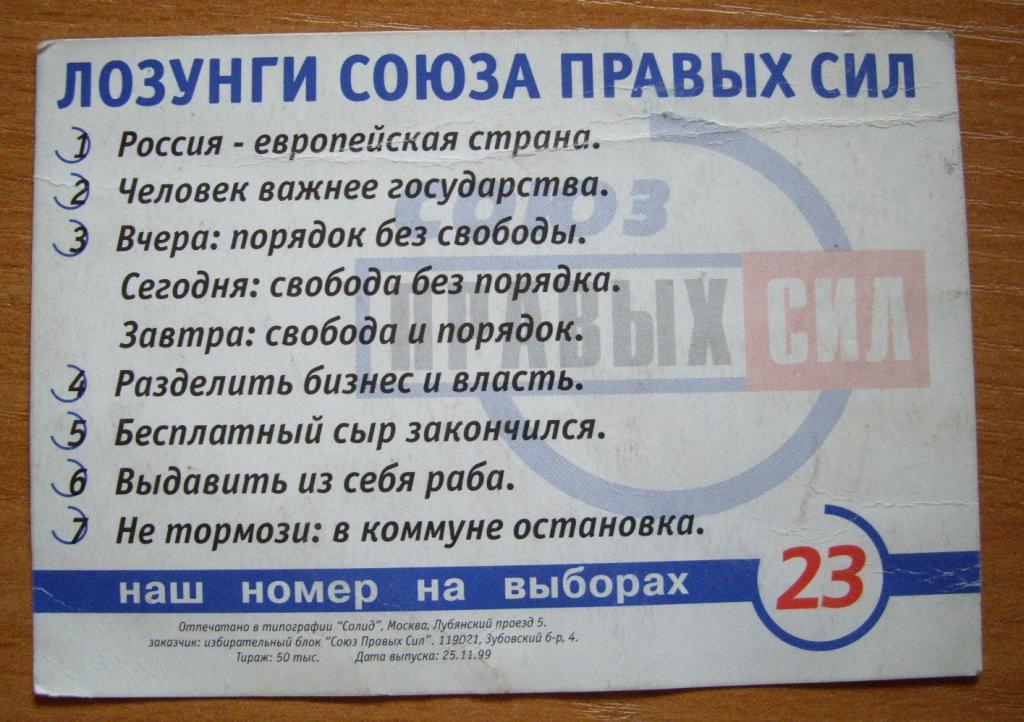 ЛОЗУНГИ СОЮЗА ПРАВЫХ СИЛ
1 Россия - европейская страна.
2 Человек важнее государства.
3 Вчера: порядок без свободы.
Сегодня: свобода без порядка.
Завтра: свобода и порядок.
4 Разделить бизнес и власть.
5 Бесплатный сыр закончился.
6 Выдавить из себя раба.
7 Не тормози: в коммуне остановка.
СОЮЗ
ПРАВЫХ СИЛ
наш номер на выборах 23
Отпечатано в типографии "Солид", Москва, Лубянский проезд 5.
заказчик: избирательный блок "Союз Правых Сил". 119021, Зубовский б-р, 4.
Тираж: 50 тыс. Дата выпуска: 25.11.99